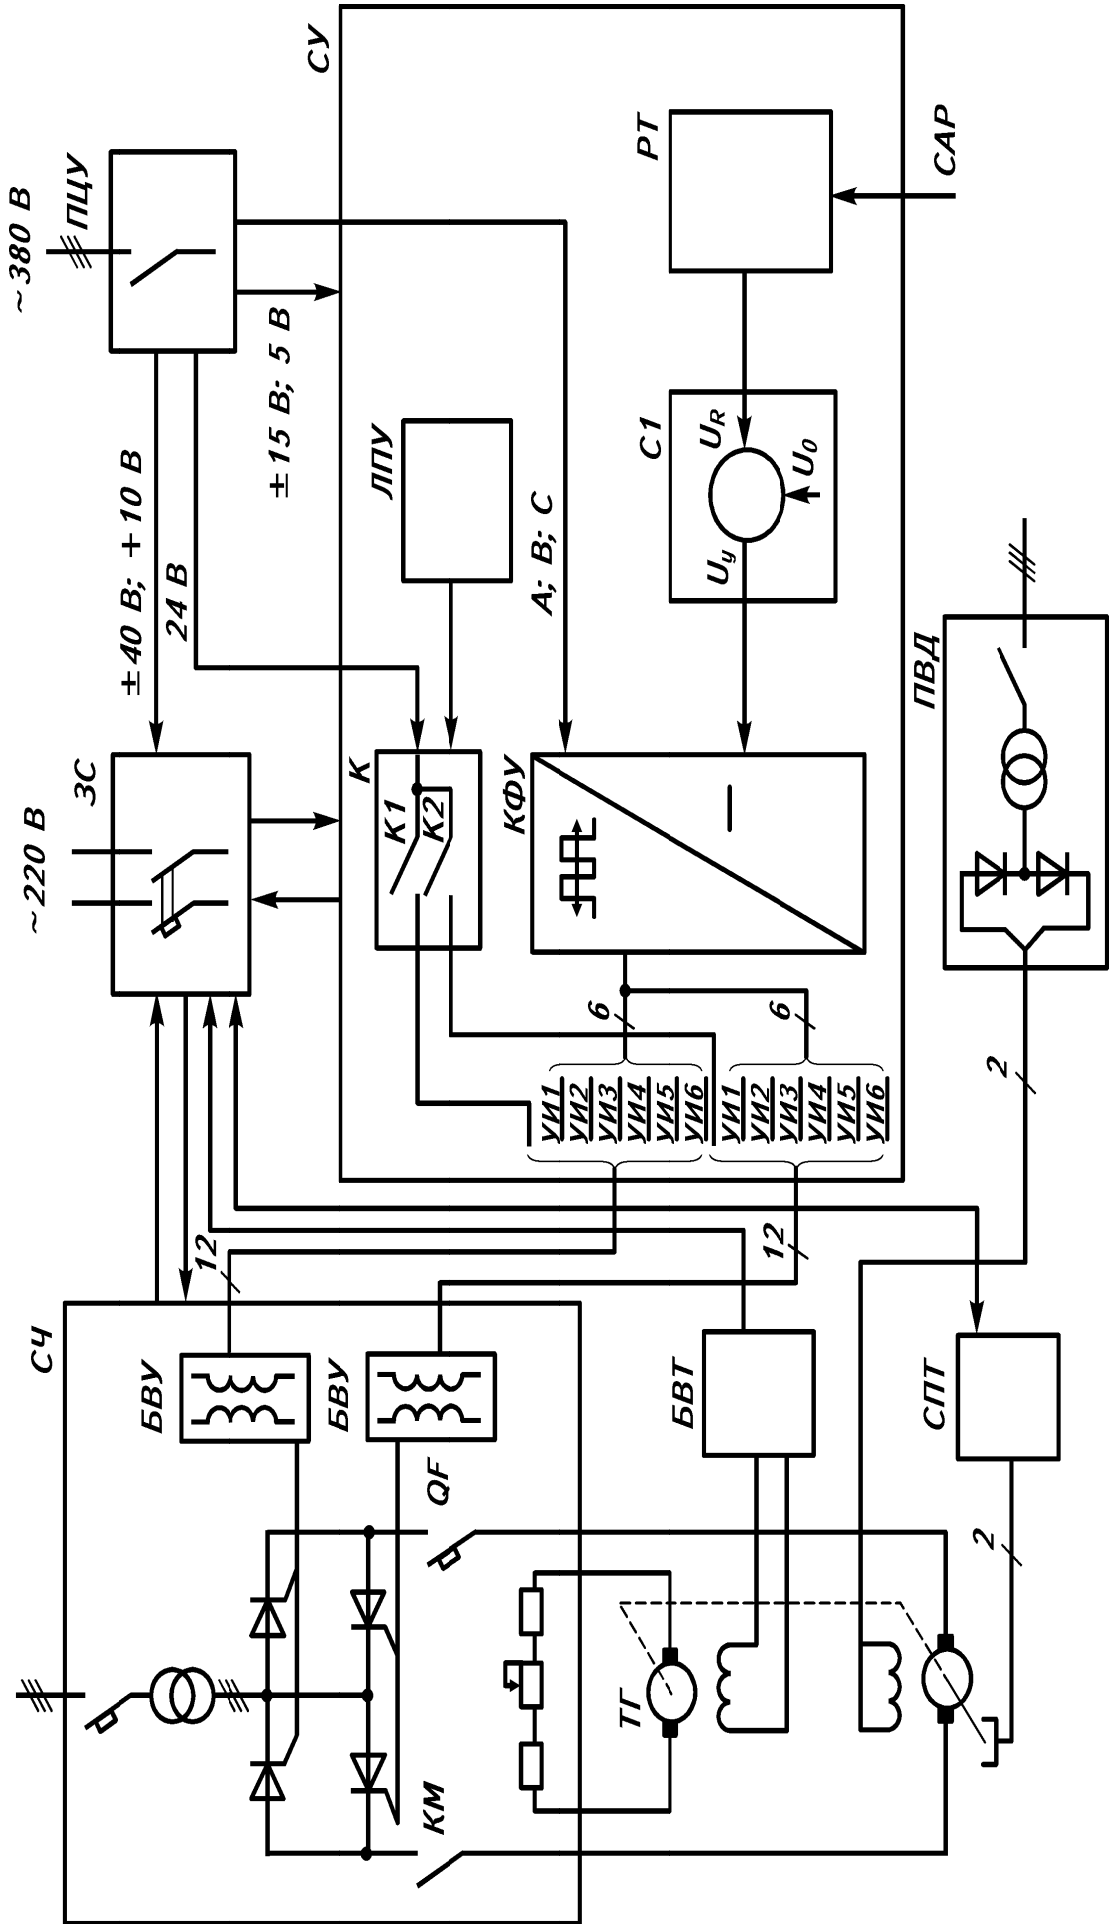 ~380 В
ПЦУ
СУ
±15 В; 5 В
±40 В; +10 В
24 В
~220 В
ЗС
ЛПУ
А; В; С
РТ
САР
С1
U_R
U_0
U_y
К
К1
К2
КФУ
6
6
УИ1
УИ2
УИ3
УИ4
УИ5
УИ6
УИ1
УИ2
УИ3
УИ4
УИ5
УИ6
ПВД
2
12
12
СЧ
БВУ
БВУ
QF
КМ
БВТ
СПТ
2
ТГ